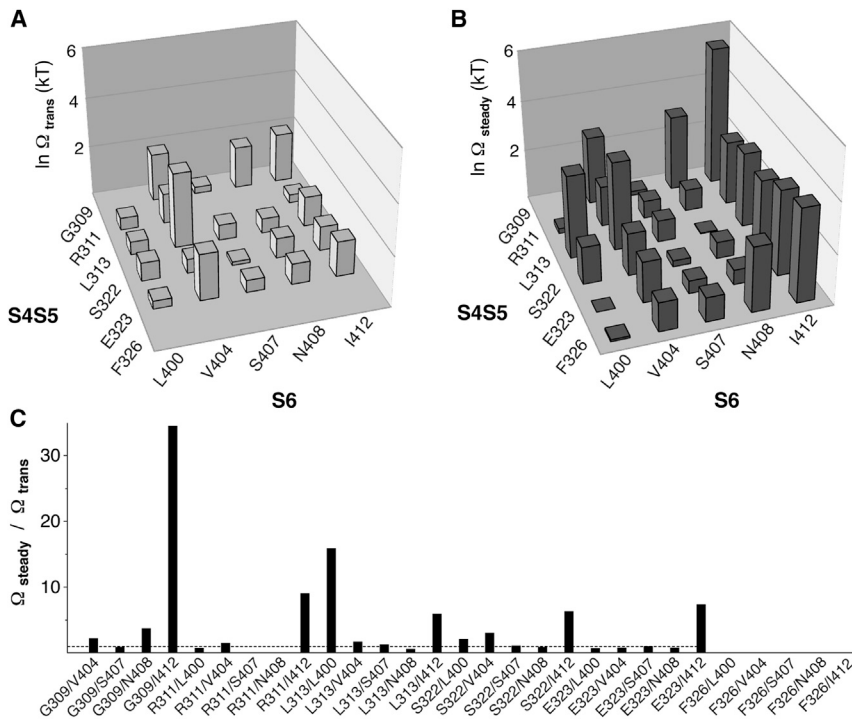 A
B
ln Ω trans (kT)
6
4
2
G309
R311
L313
S322
E323
F326
S4S5
L400
V404
S407
N408
I412
S6
ln Ω steady (kT)
6
4
2
G309
R311
L313
S322
E323
F326
S4S5
L400
V404
S407
N408
I412
S6
C
Ω steady / Ω trans
30
20
10
G309/V404
G309/S407
G309/N408
G309/I412
R311/L400
R311/V404
R311/S407
R311/N408
R311/I412
L313/L400
L313/V404
L313/S407
L313/N408
L313/I412
S322/L400
S322/V404
S322/S407
S322/N408
S322/I412
E323/L400
E323/V404
E323/S407
E323/N408
E323/I412
F326/L400
F326/V404
F326/S407
F326/N408
F326/I412